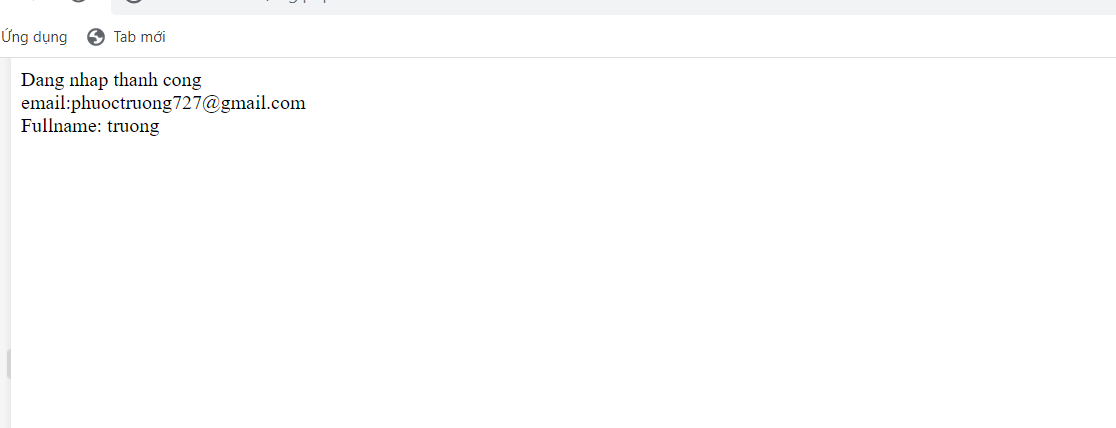 Ứng dụng Tab mới
Dang nhap thanh cong
email:phuoctruong727@gmail.com
Fullname: truong